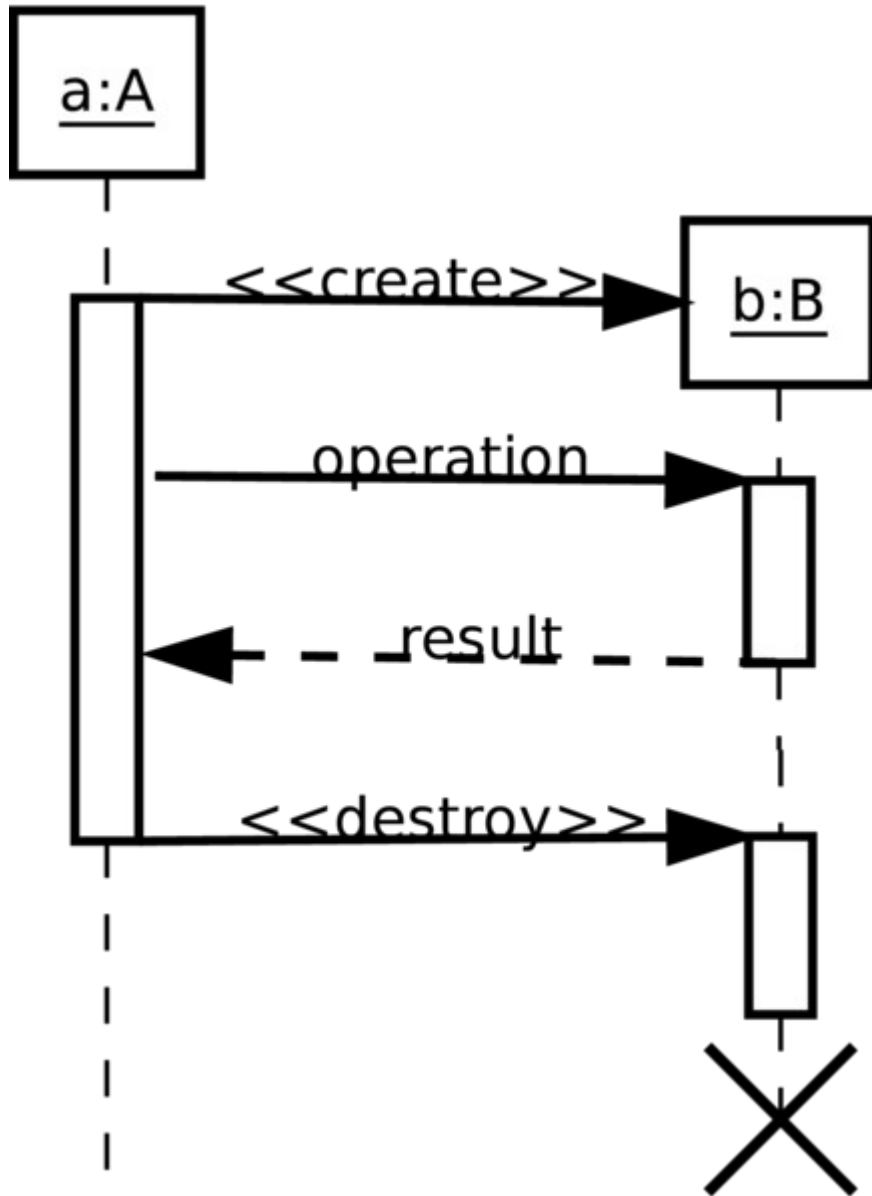 a:A
<<create>>
b:B
operation
result
<<destroy>>